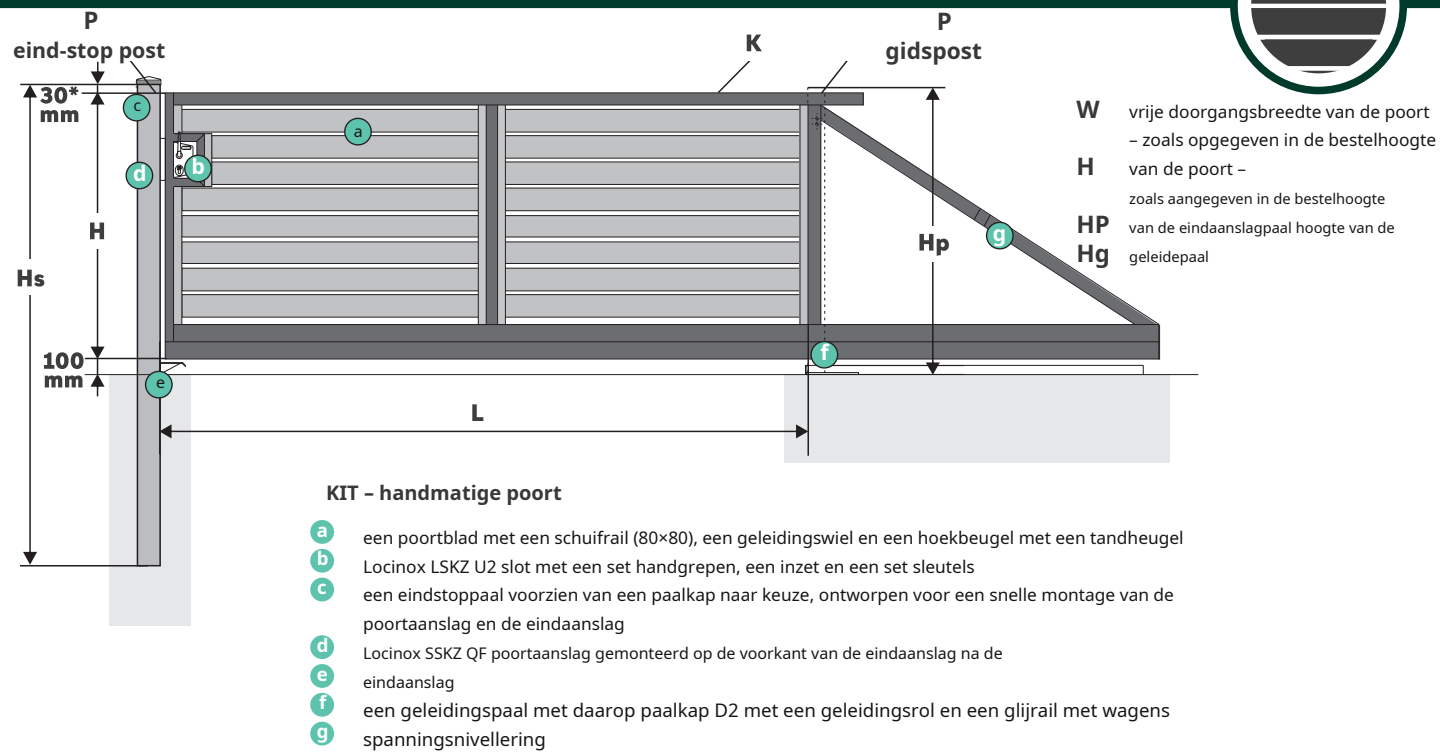 P
eind-stop post
K
P
gidspost
30*
mm
c
a
b
d
H
Hs
Hp
g
f
100
mm
e
L
W vrije doorgangsbreedte van de poort
– zoals opgegeven in de bestelhoogte
H van de poort –
zoals aangegeven in de bestelhoogte
HP van de eindaanslagpaal hoogte van de
Hg geleidepaal
KIT – handmatige poort
a een poortblad met een schuifrail (80×80), een geleidingswiel en een hoekbeugel met een tandheugel
b Locinox LSKZ U2 slot met een set handgrepen, een inzet en een set sleutels
c een eindstoppaal voorzien van een paalkap naar keuze, ontworpen voor een snelle montage van de
poortaanslag en de eindaanslag
d Locinox SSKZ QF poortaanslag gemonteerd op de voorkant van de eindaanslag na de
e eindaanslag
f een geleidingspaal met daarop paalkap D2 met een geleidingsrol en een glijrail met wagens
g spanningsnivellering